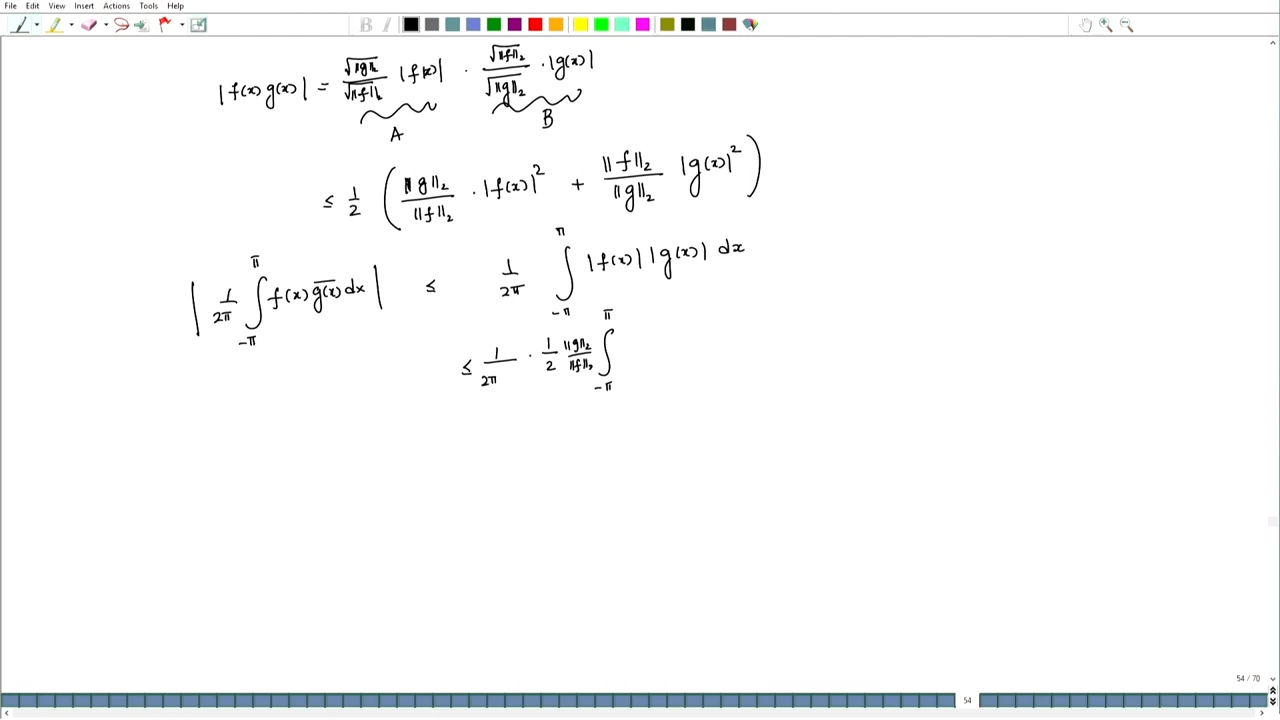 File Edit View Insert Actions Tools Help
B I
|f(x) g(x)| = √‖g‖₂/√‖f‖₂ |f(x)| · √‖f‖₂/√‖g‖₂ · |g(x)|
A B
≤ 1/2 ( ‖g‖₂/‖f‖₂ · |f(x)|² + ‖f‖₂/‖g‖₂ |g(x)|² )
| 1/2π ∫_{-π}^{π} f(x) \overline{g(x)} dx | ≤ 1/2π ∫_{-π}^{π} |f(x)| |g(x)| dx
≤ 1/2π · 1/2 ‖g‖₂/‖f‖₂ ∫_{-π}^{π}
54 / 70
54